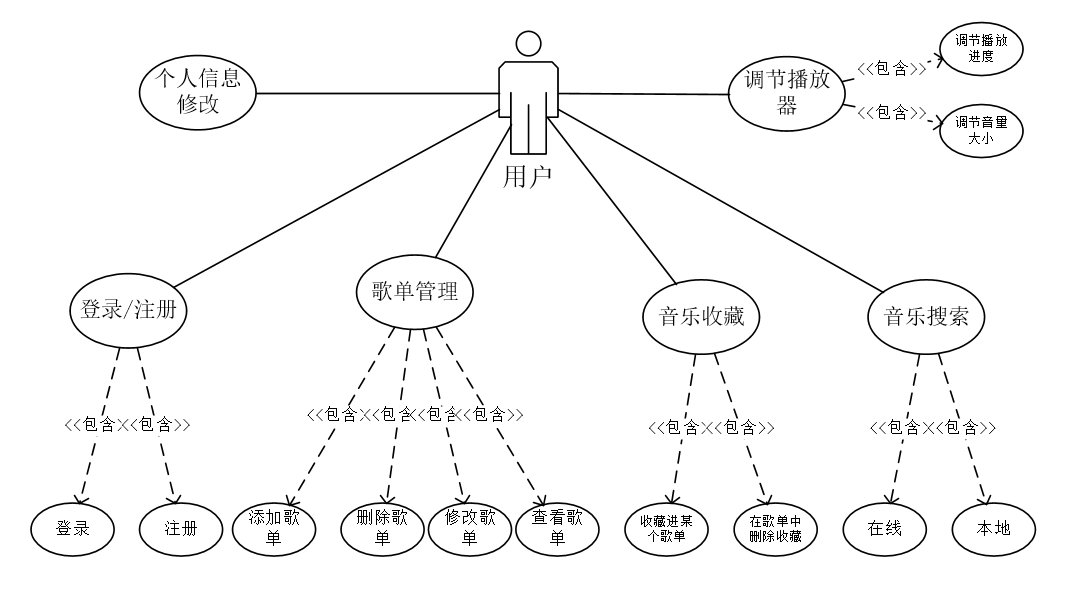 调节播放
进度
个人信息
修改
<<包含>>
调节播放
器
<<包含>>
调节音量
大小
用户
登录/注册
歌单管理
音乐收藏
音乐搜索
<<包含>>
<<包含>>
<<包含>>
<<包含>>
<<包含>>
<<包含>>
<<包含>>
<<包含>>
<<包含>>
<<包含>>
登录
注册
添加歌
单
删除歌
单
修改歌
单
查看歌
单
收藏进某
个歌单
在歌单中
删除收藏
在线
本地